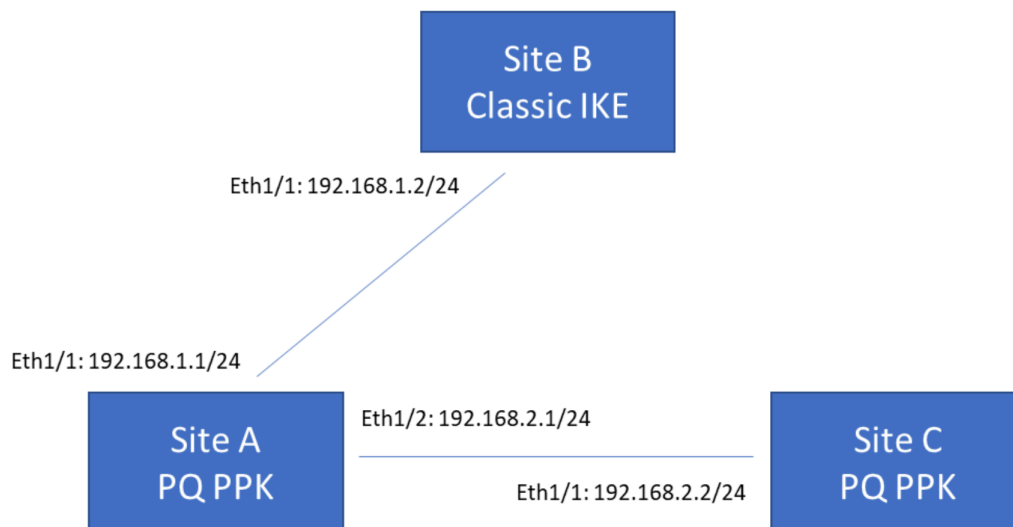 Site B
Classic IKE
Eth1/1: 192.168.1.2/24
Eth1/1: 192.168.1.1/24
Site A
PQ PPK
Eth1/2: 192.168.2.1/24
Eth1/1: 192.168.2.2/24
Site C
PQ PPK